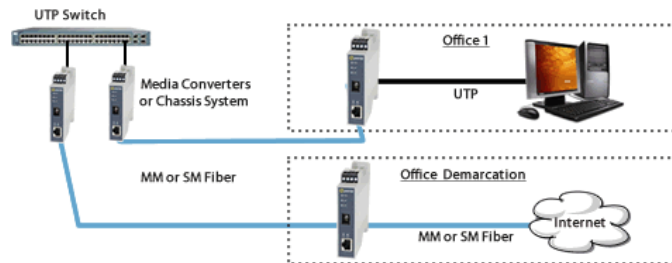 UTP Switch
Office 1
Media Converters
or Chassis System
UTP
MM or SM Fiber
Office Demarcation
Internet
MM or SM Fiber